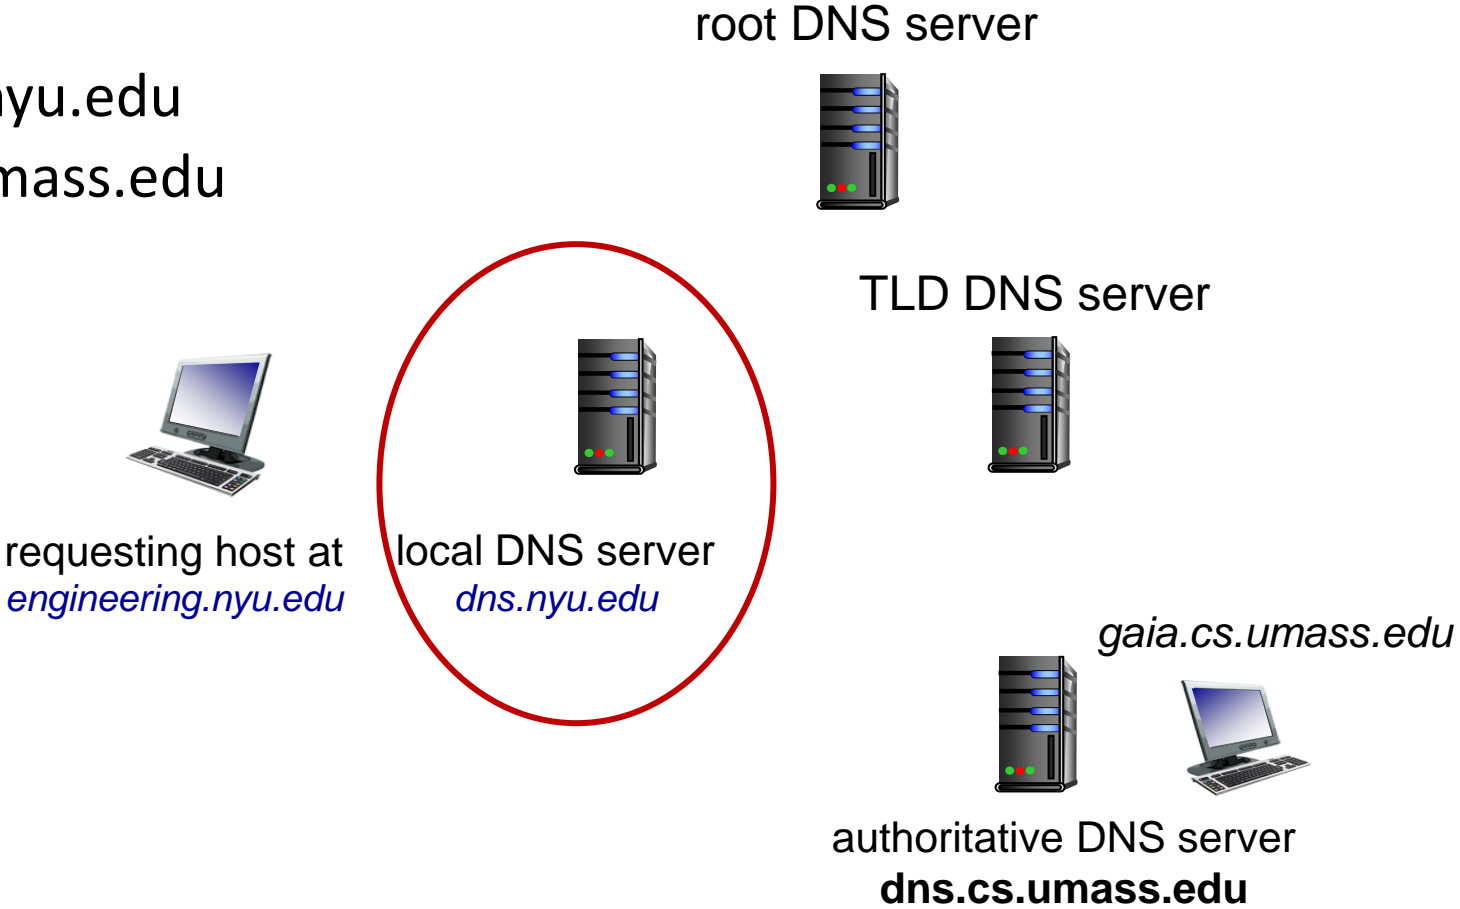 root DNS server
nyu.edu
mass.edu
TLD DNS server
requesting host at
engineering.nyu.edu
local DNS server
dns.nyu.edu
gaia.cs.umass.edu
authoritative DNS server
dns.cs.umass.edu